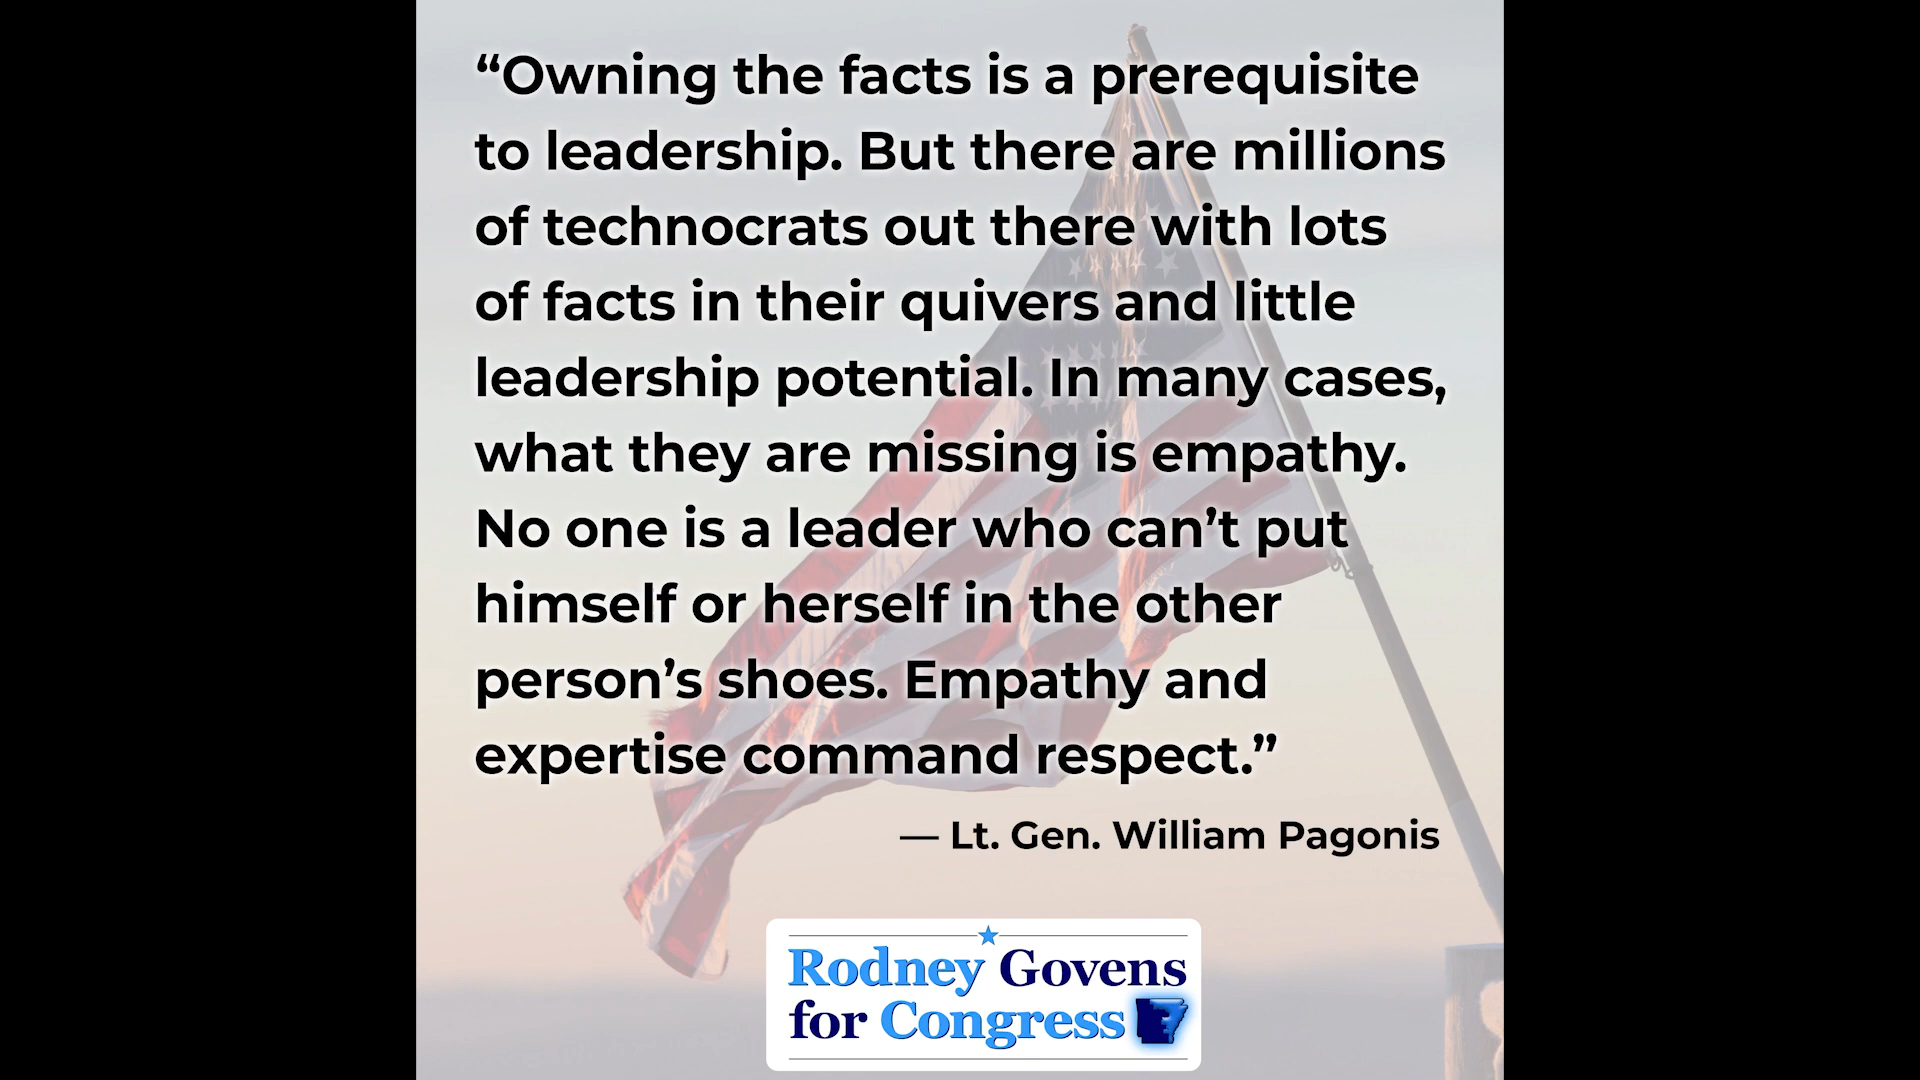 “Owning the facts is a prerequisite
to leadership. But there are millions
of technocrats out there with lots
of facts in their quivers and little
leadership potential. In many cases,
what they are missing is empathy.
No one is a leader who can’t put
himself or herself in the other
person’s shoes. Empathy and
expertise command respect.”
— Lt. Gen. William Pagonis
Rodney Govens
for Congress